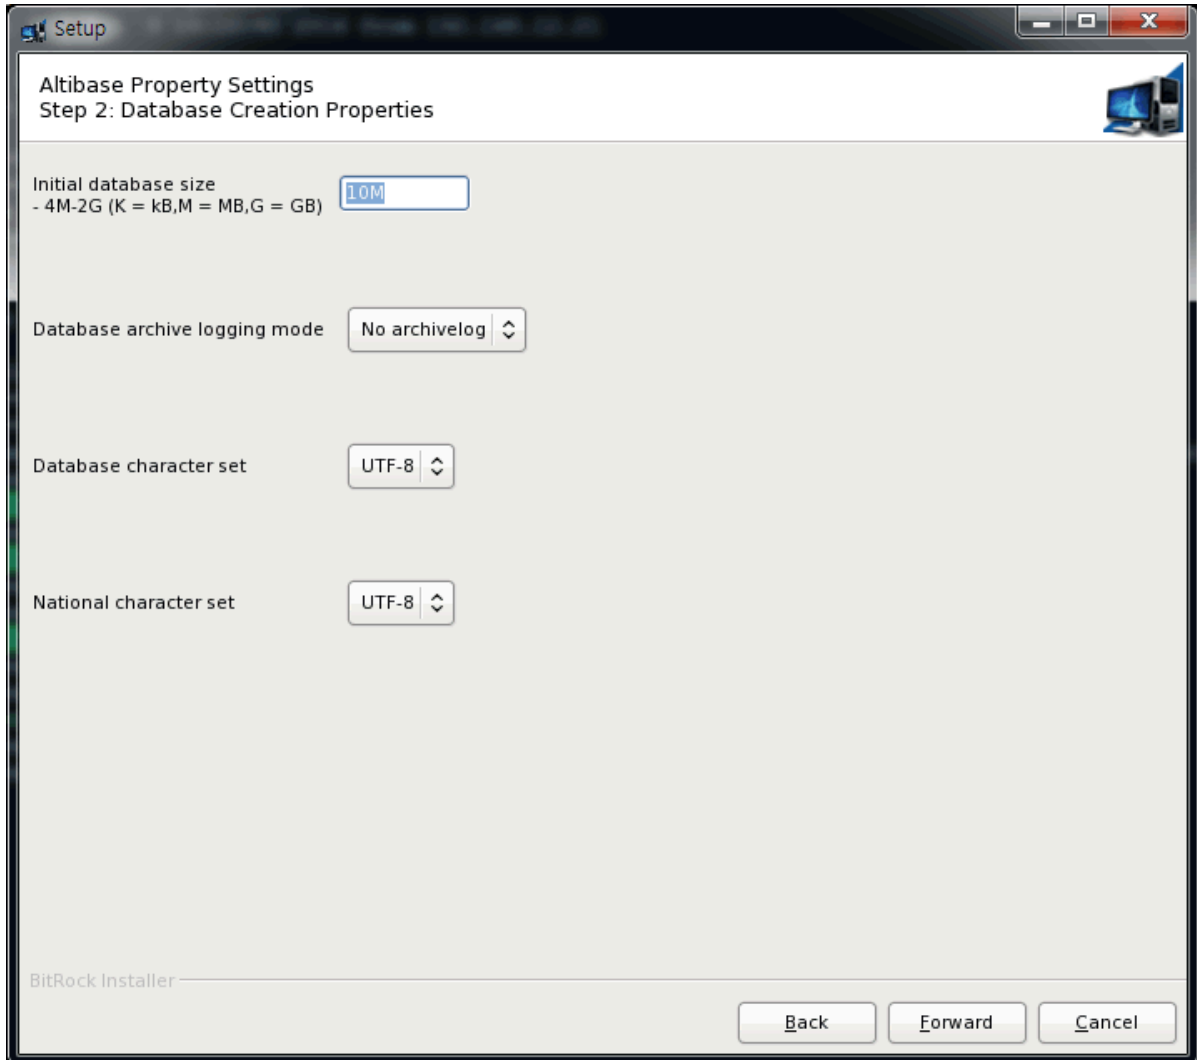 Setup
Altibase Property Settings
Step 2: Database Creation Properties
Initial database size
- 4M-2G (K = kB,M = MB,G = GB)
10M
Database archive logging mode
No archivelog
Database character set
UTF-8
National character set
UTF-8
BitRock Installer
Back
Forward
Cancel